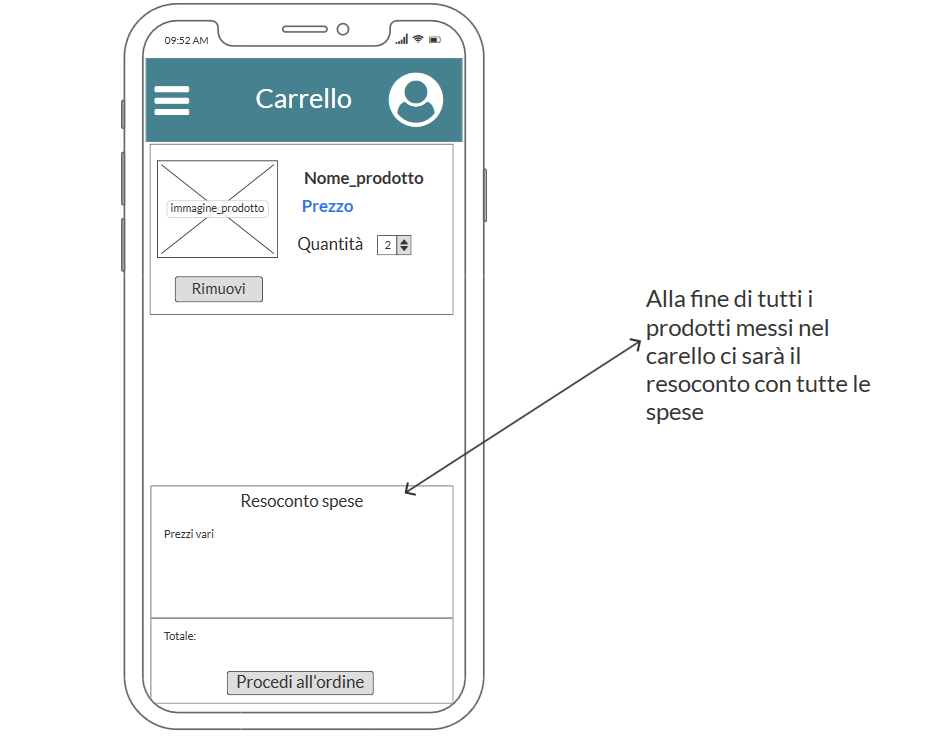 09:52 AM
Carrello
immagine_prodotto
Nome_prodotto
Prezzo
Quantità 2
Rimuovi
Alla fine di tutti i
prodotti messi nel
carello ci sarà il
resoconto con tutte le
spese
Resoconto spese
Prezzi vari
Totale:
Procedi all'ordine